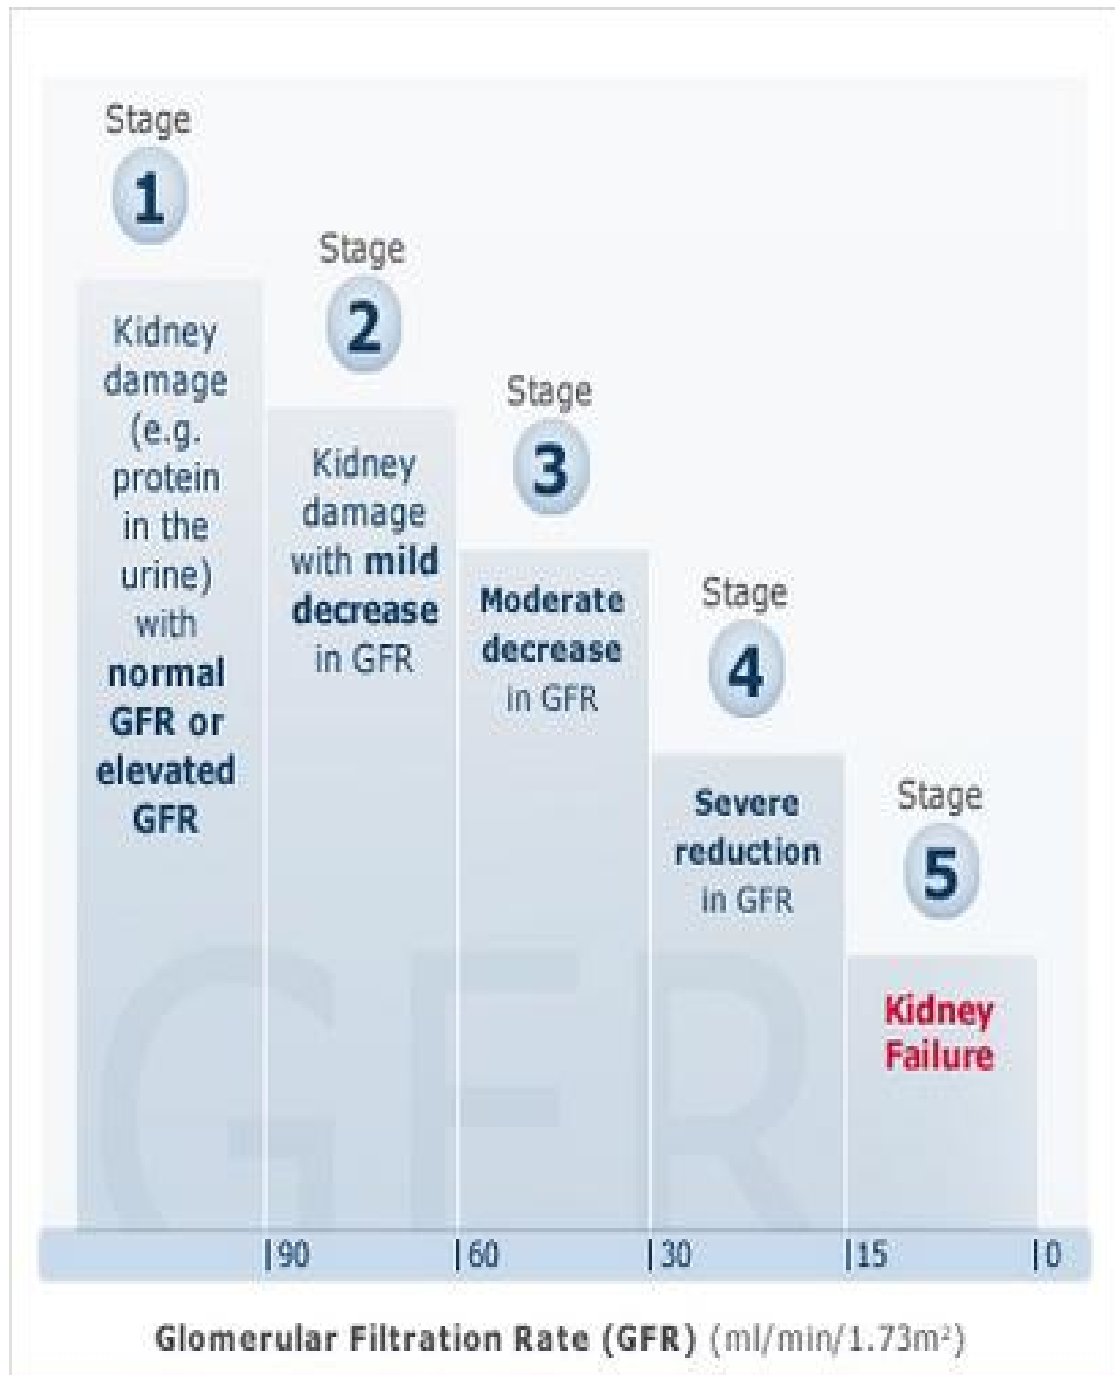 Stage
1
Kidney
damage
(e.g.
protein
in the
urine)
with
normal
GFR or
elevated
GFR
Stage
2
Kidney
damage
with mild
decrease
in GFR
Stage
3
Moderate
decrease
in GFR
Stage
4
Severe
reduction
in GFR
Stage
5
Kidney
Failure
GFR
|90 |60 |30 |15 |0
Glomerular Filtration Rate (GFR) (ml/min/1.73m²)